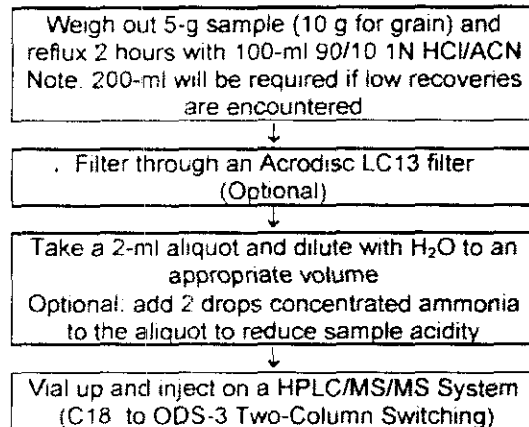 Weigh out 5-g sample (10 g for grain) and
reflux 2 hours with 100-ml 90/10 1N HCl/ACN
Note. 200-ml will be required if low recoveries
are encountered
↓
. Filter through an Acrodisc LC13 filter
(Optional)
↓
Take a 2-ml aliquot and dilute with H₂O to an
appropriate volume
Optional: add 2 drops concentrated ammonia
to the aliquot to reduce sample acidity
↓
Vial up and inject on a HPLC/MS/MS System
(C18 to ODS-3 Two-Column Switching)